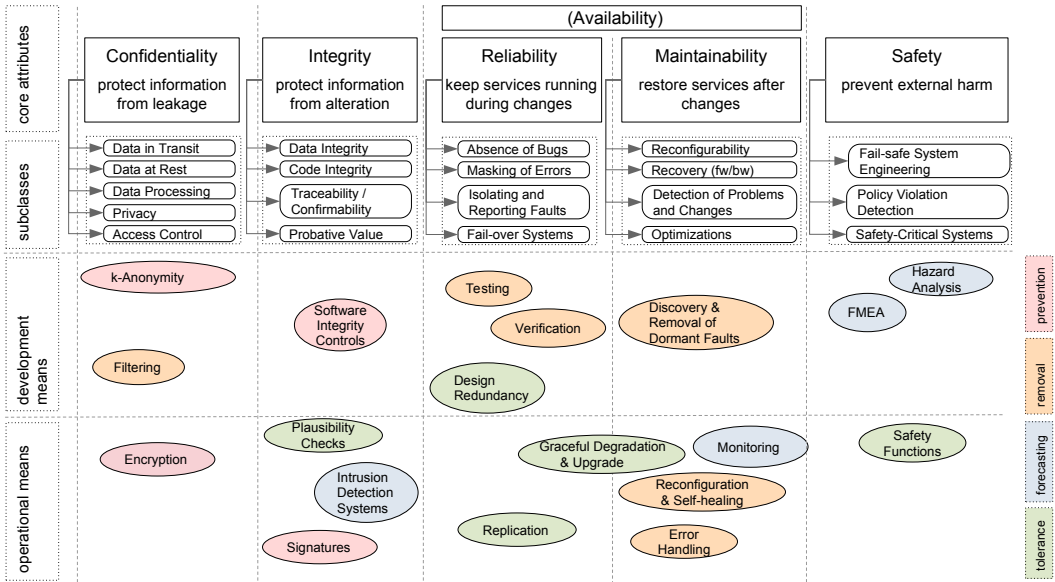 core attributes
(Availability)
Confidentiality
protect information
from leakage
Integrity
protect information
from alteration
Reliability
keep services running
during changes
Maintainability
restore services after
changes
Safety
prevent external harm
subclasses
Data in Transit
Data at Rest
Data Processing
Privacy
Access Control
Data Integrity
Code Integrity
Traceability /
Confirmability
Probative Value
Absence of Bugs
Masking of Errors
Isolating and
Reporting Faults
Fail-over Systems
Reconfigurability
Recovery (fw/bw)
Detection of Problems
and Changes
Optimizations
Fail-safe System
Engineering
Policy Violation
Detection
Safety-Critical Systems
development
means
k-Anonymity
Filtering
Software
Integrity
Controls
Testing
Verification
Design
Redundancy
Discovery &
Removal of
Dormant Faults
Hazard
Analysis
FMEA
operational means
Encryption
Plausibility
Checks
Intrusion
Detection
Systems
Signatures
Graceful Degradation
& Upgrade
Replication
Monitoring
Reconfiguration
& Self-healing
Error
Handling
Safety
Functions
prevention
removal
forecasting
tolerance